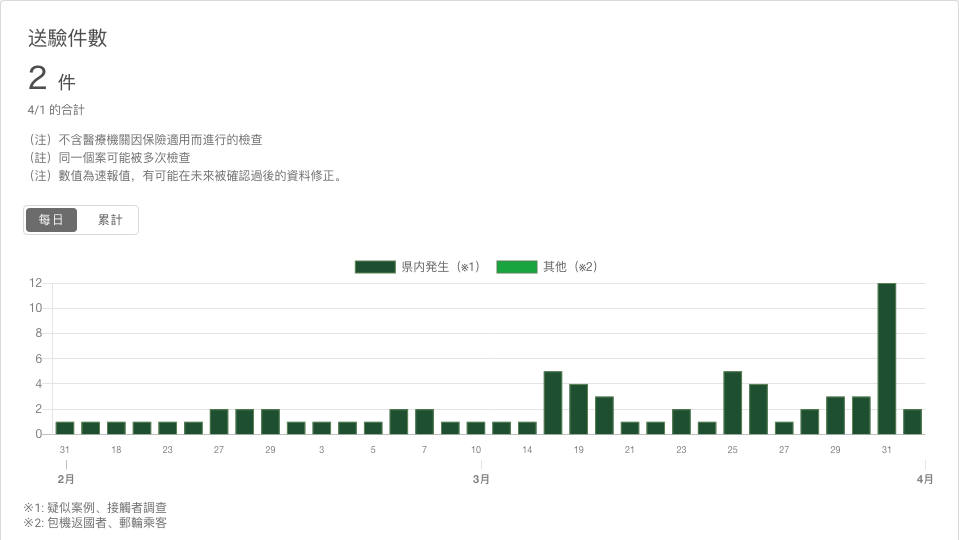 送驗件數
2 件
4/1 的合計
（注）不含醫療機關因保險適用而進行的檢查
（註）同一個案可能被多次檢查
（注）數值為速報值，有可能在未來被確認過後的資料修正。
每日 累計
県内発生（※1） 其他（※2）
12
10
8
6
4
2
0
31 18 23 27 29 3 5 7 10 14 19 21 23 25 27 29 31
2月 3月 4月
※1: 疑似案例、接觸者調查
※2: 包機返國者、郵輪乘客